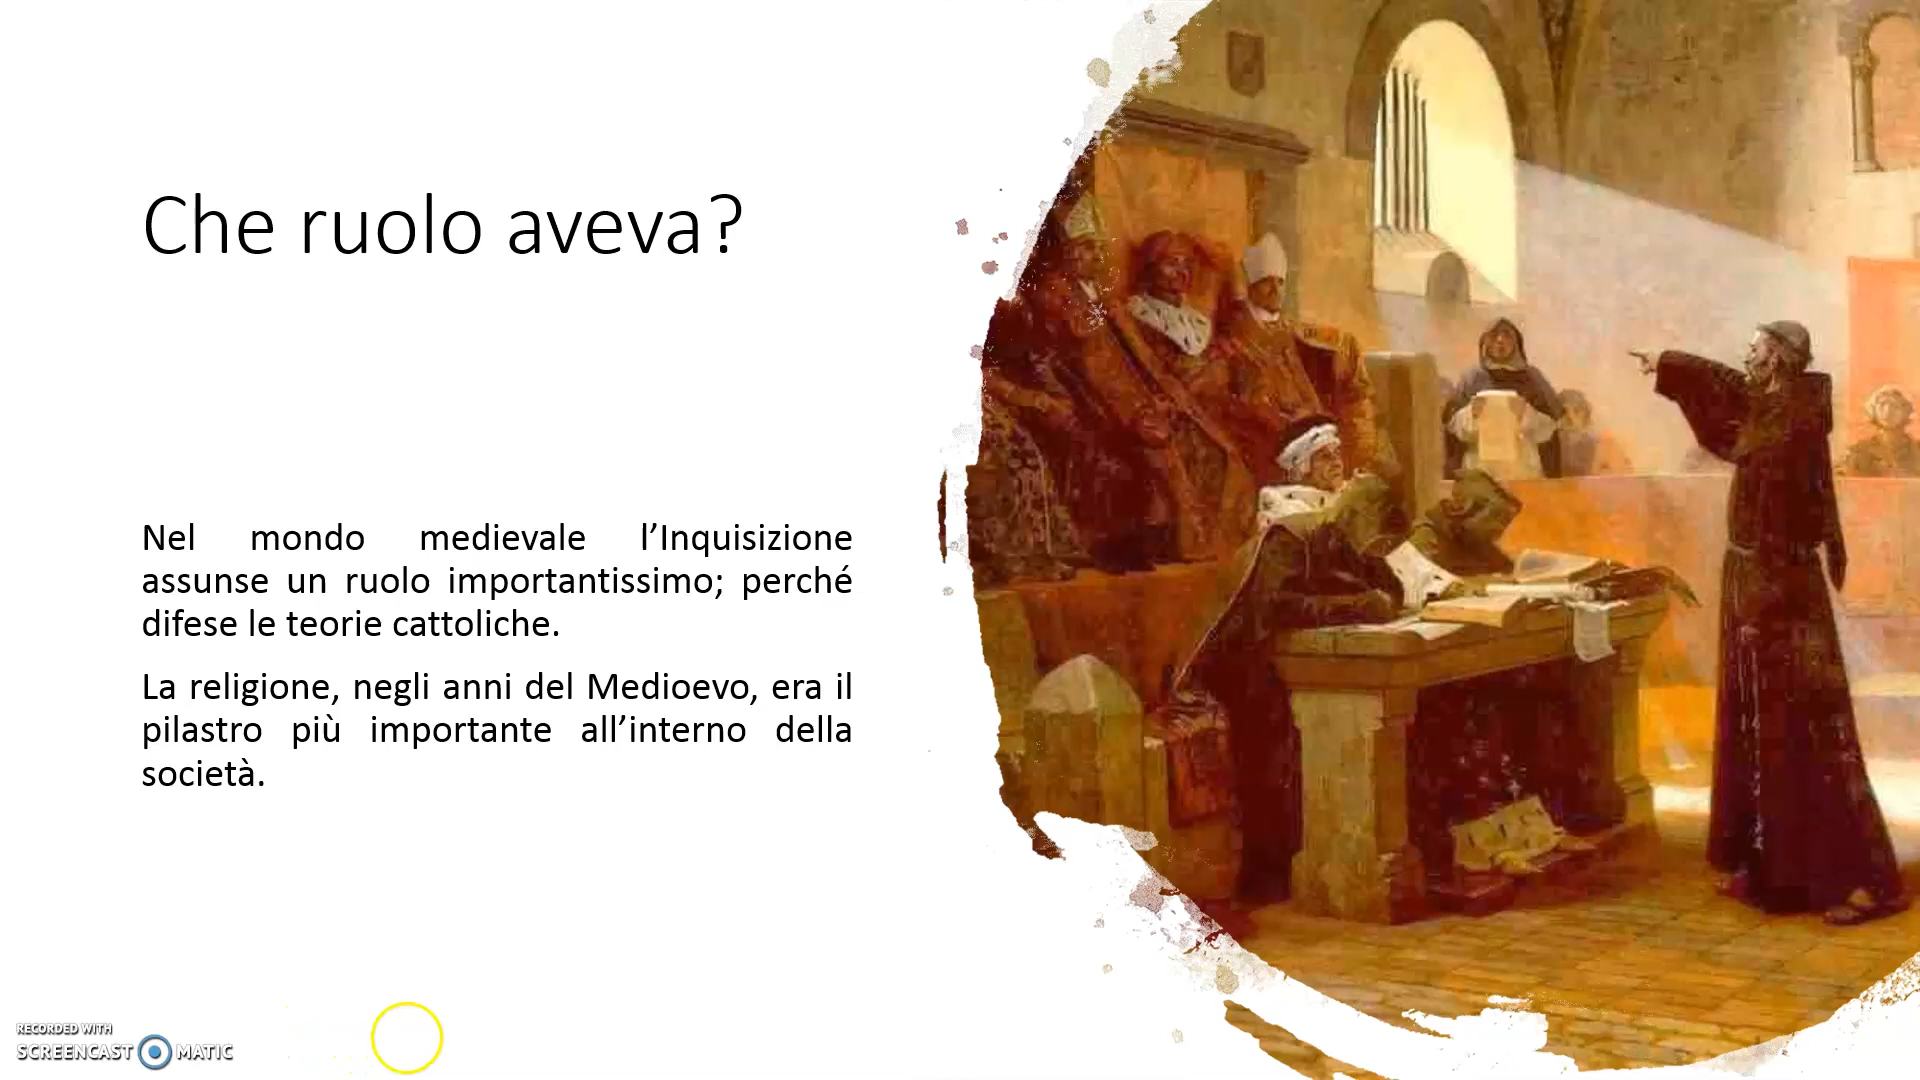 Che ruolo aveva?
Nel mondo medievale l’Inquisizione
assunse un ruolo importantissimo; perché
difese le teorie cattoliche.
La religione, negli anni del Medioevo, era il
pilastro più importante all’interno della
società.
RECORDED WITH
SCREENCAST MATIC